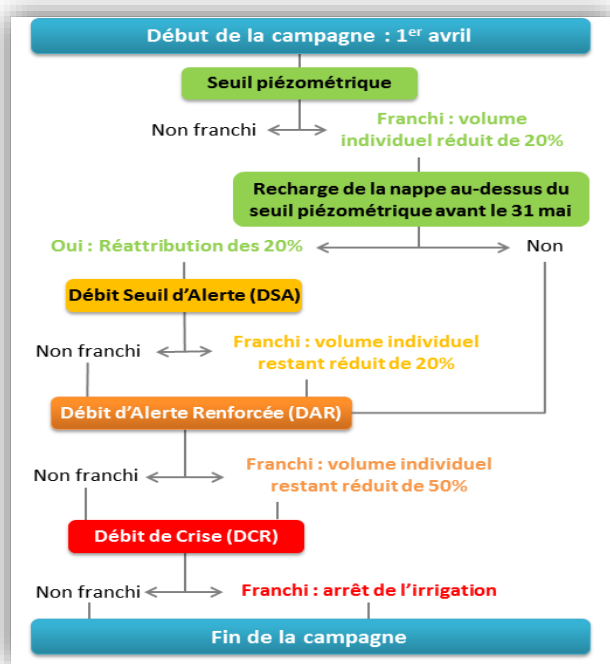 Début de la campagne : 1er avril
Seuil piézométrique
Non franchi
Franchi : volume
individuel réduit de 20%
Recharge de la nappe au-dessus du
seuil piézométrique avant le 31 mai
Oui : Réattribution des 20%
Non
Débit Seuil d'Alerte (DSA)
Non franchi
Franchi : volume individuel
restant réduit de 20%
Débit d'Alerte Renforcée (DAR)
Non franchi
Franchi : volume individuel
restant réduit de 50%
Débit de Crise (DCR)
Non franchi
Franchi : arrêt de l'irrigation
Fin de la campagne